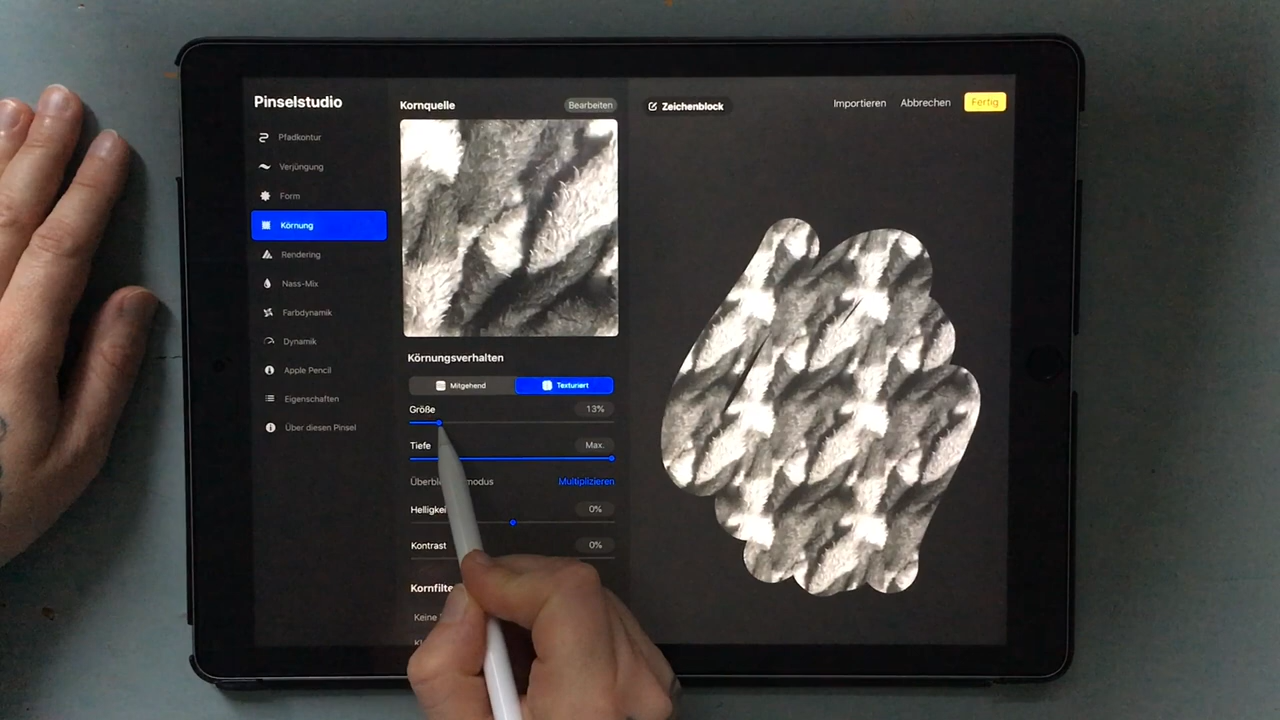 Pinselstudio
Pfadkontur
Verjüngung
Form
Körnung
Rendering
Nass-Mix
Farbdynamik
Dynamik
Apple Pencil
Eigenschaften
Über diesen Pinsel
Kornquelle
Bearbeiten
Körnungsverhalten
Mitgehend
Texturiert
Größe
13%
Tiefe
Max.
Multiplizieren
0%
Kontrast
0%
Keine
Zeichenblock
Importieren
Abbrechen
Fertig